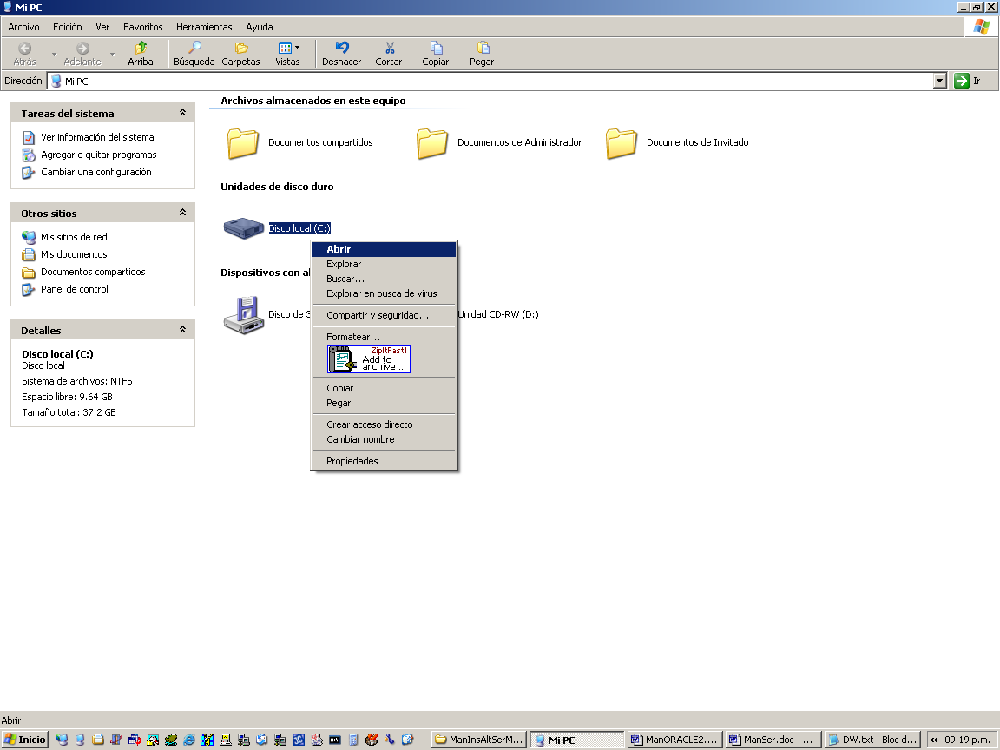 Mi PC
Archivo Edición Ver Favoritos Herramientas Ayuda
Atrás Adelante Arriba Búsqueda Carpetas Vistas Deshacer Cortar Copiar Pegar
Dirección Mi PC Ir
Tareas del sistema
Ver información del sistema
Agregar o quitar programas
Cambiar una configuración
Otros sitios
Mis sitios de red
Mis documentos
Documentos compartidos
Panel de control
Detalles
Disco local (C:)
Disco local
Sistema de archivos: NTFS
Espacio libre: 9.64 GB
Tamaño total: 37.2 GB
Archivos almacenados en este equipo
Documentos compartidos Documentos de Administrador Documentos de Invitado
Unidades de disco duro
Disco local (C:)
Dispositivos con al
Disco de 3 Unidad CD-RW (D:)
Abrir
Explorar
Buscar...
Explorar en busca de virus
Compartir y seguridad...
Formatear...
ZipItFast!
Add to
archive ..
Copiar
Pegar
Crear acceso directo
Cambiar nombre
Propiedades
Abrir
Inicio ManInsAltSerM... Mi PC ManORACLE2.... ManSer.doc - ... DW.txt - Bloc d... « 09:19 p.m.